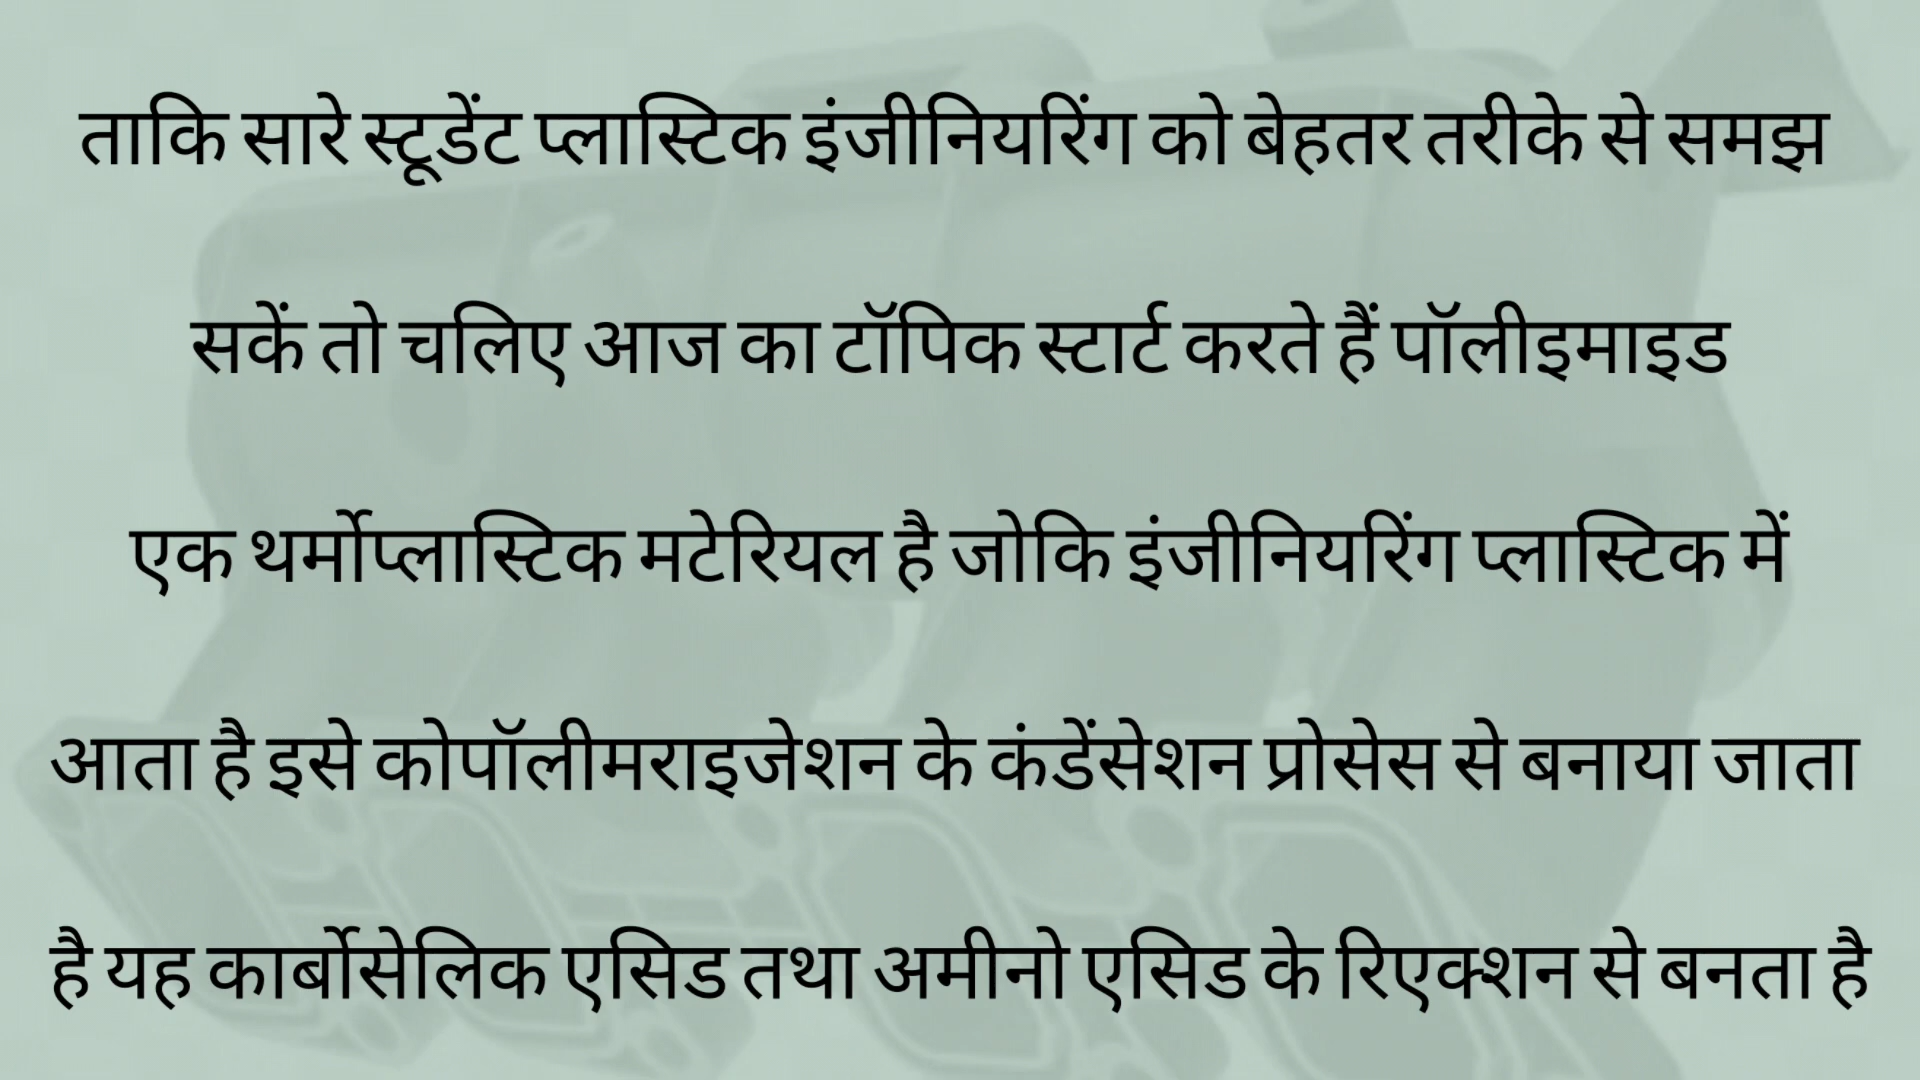 ताकि सारे स्टूडेंट प्लास्टिक इंजीनियरिंग को बेहतर तरीके से समझ
सकें तो चलिए आज का टॉपिक स्टार्ट करते हैं पॉलीइमाइड
एक थर्मोप्लास्टिक मटेरियल है जोकि इंजीनियरिंग प्लास्टिक में
आता है इसे कोपॉलीमराइजेशन के कंडेंसेशन प्रोसेस से बनाया जाता
है यह कार्बोसेलिक एसिड तथा अमीनो एसिड के रिएक्शन से बनता है